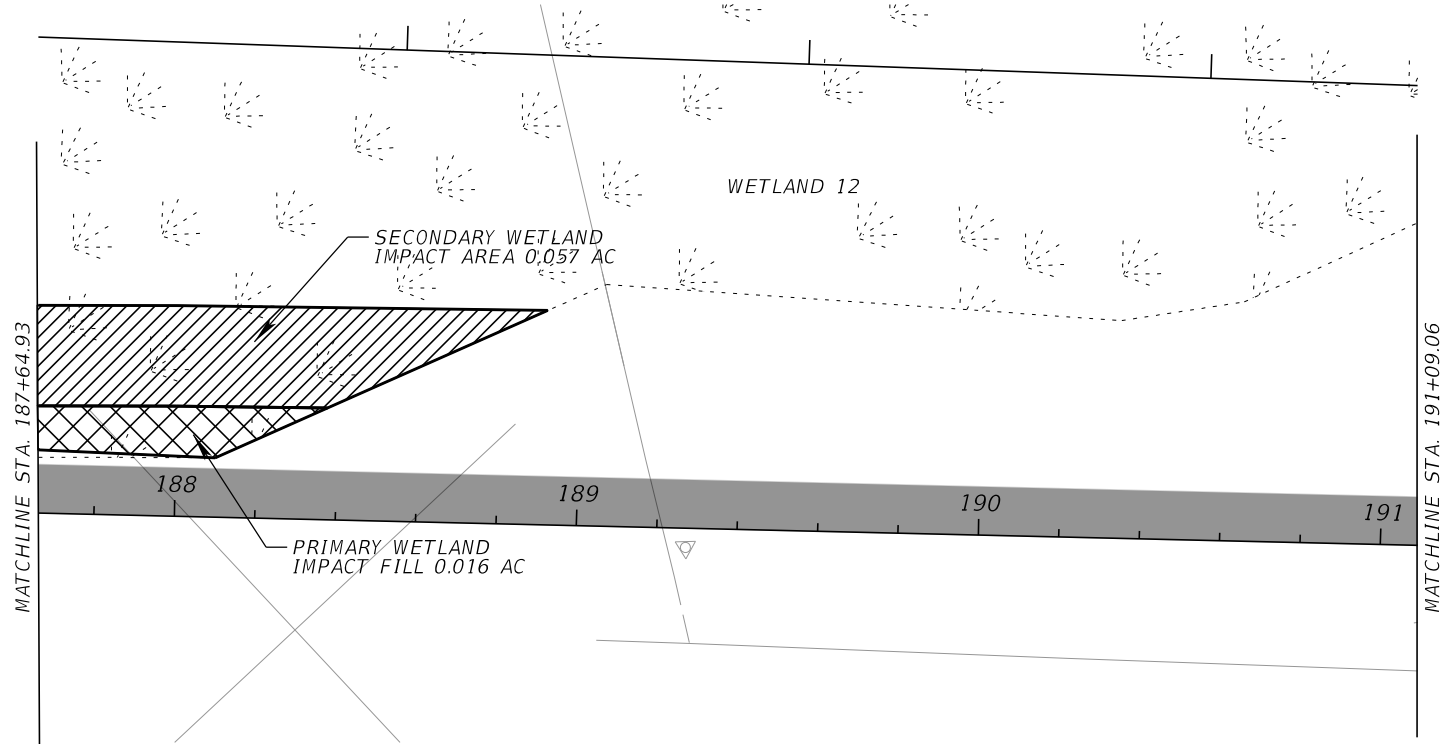 WETLAND 12
SECONDARY WETLAND
IMPACT AREA 0.057 AC
MATCHLINE STA. 187+64.93
MATCHLINE STA. 191+09.06
188
189
190
191
PRIMARY WETLAND
IMPACT FILL 0.016 AC